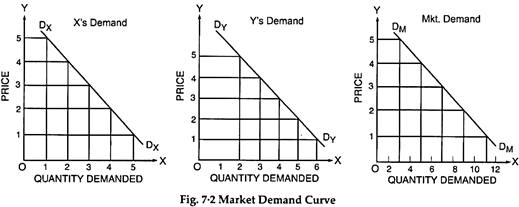 Y
D_X X's Demand
PRICE
5
4
3
2
1
D_X
O 1 2 3 4 5 X
QUANTITY DEMANDED
Y
D_Y Y's Demand
PRICE
5
4
3
2
1
D_Y
O 1 2 3 4 5 6 X
QUANTITY DEMANDED
Y
D_M Mkt. Demand
PRICE
5
4
3
2
1
D_M
O 2 4 6 8 10 12 X
QUANTITY DEMANDED
Fig. 7·2 Market Demand Curve